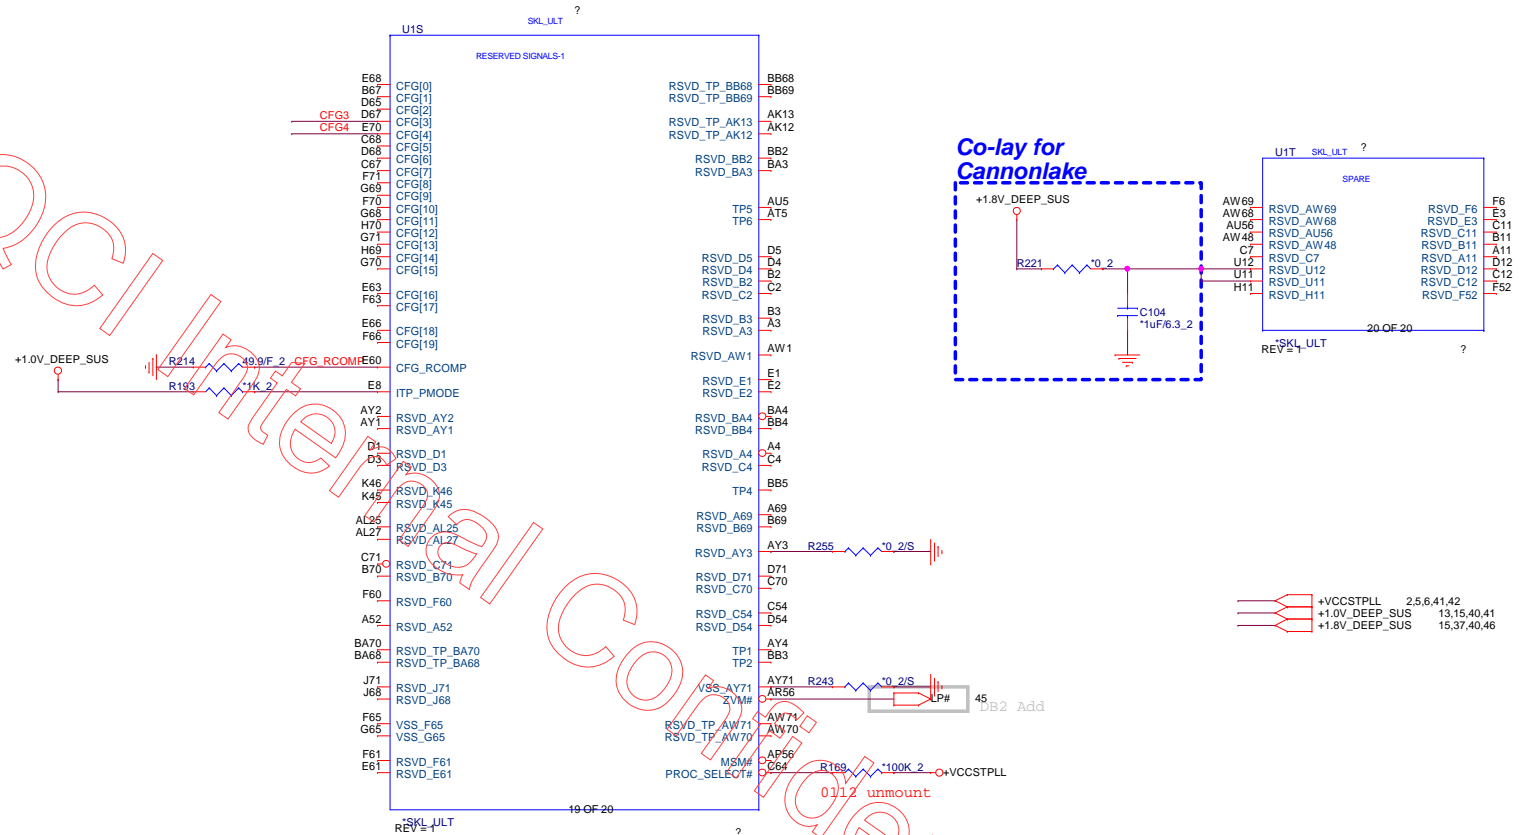 ?
SKL_ULT
U1S
RESERVED SIGNALS-1
E68 CFG[0]
B67 CFG[1]
D65 CFG[2]
CFG3 D67 CFG[3]
CFG4 E70 CFG[4]
C68 CFG[5]
D68 CFG[6]
C67 CFG[7]
F71 CFG[8]
G69 CFG[9]
F70 CFG[10]
G68 CFG[11]
H70 CFG[12]
G71 CFG[13]
H69 CFG[14]
G70 CFG[15]
E63 CFG[16]
F63 CFG[17]
E66 CFG[18]
F66 CFG[19]
R214 49.9/F_2 CFG_RCOMP E60 CFG_RCOMP
+1.0V_DEEP_SUS
R193 *1K_2 E8 ITP_PMODE
AY2 RSVD_AY2
AY1 RSVD_AY1
D1 RSVD_D1
D3 RSVD_D3
K46 RSVD_K46
K45 RSVD_K45
AL25 RSVD_AL25
AL27 RSVD_AL27
C71 RSVD_C71
B70 RSVD_B70
F60 RSVD_F60
A52 RSVD_A52
BA70 RSVD_TP_BA70
BA68 RSVD_TP_BA68
J71 RSVD_J71
J68 RSVD_J68
F65 VSS_F65
G65 VSS_G65
F61 RSVD_F61
E61 RSVD_E61
RSVD_TP_BB68 BB68
RSVD_TP_BB69 BB69
RSVD_TP_AK13 AK13
RSVD_TP_AK12 AK12
RSVD_BB2 BB2
RSVD_BA3 BA3
TP5 AU5
TP6 AT5
RSVD_D5 D5
RSVD_D4 D4
RSVD_B2 B2
RSVD_C2 C2
RSVD_B3 B3
RSVD_A3 A3
RSVD_AW1 AW1
RSVD_E1 E1
RSVD_E2 E2
RSVD_BA4 BA4
RSVD_BB4 BB4
RSVD_A4 A4
RSVD_C4 C4
TP4 BB5
RSVD_A69 A69
RSVD_B69 B69
RSVD_AY3 AY3 R255 *0_2/S
RSVD_D71 D71
RSVD_C70 C70
RSVD_C54 C54
RSVD_D54 D54
TP1 AY4
TP2 BB3
VSS_AY71 AY71 R243 *0_2/S
ZVM# AR56 LP# 45
DB2 Add
RSVD_TP_AW71 AW71
RSVD_TP_AW70 AW70
MSM# AP56
PROC_SELECT# C64 R169 *100K_2 +VCCSTPLL
0112 unmount
19 OF 20
*SKL_ULT
REV = 1
?
Co-lay for
Cannonlake
+1.8V_DEEP_SUS
R221 *0_2
C104
*1uF/6.3_2
U1T SKL_ULT ?
SPARE
AW69 RSVD_AW69
AW68 RSVD_AW68
AU56 RSVD_AU56
AW48 RSVD_AW48
C7 RSVD_C7
U12 RSVD_U12
U11 RSVD_U11
H11 RSVD_H11
RSVD_F6 F6
RSVD_E3 E3
RSVD_C11 C11
RSVD_B11 B11
RSVD_A11 A11
RSVD_D12 D12
RSVD_C12 C12
RSVD_F52 F52
20 OF 20
*SKL_ULT
REV = 1
?
+VCCSTPLL 2,5,6,41,42
+1.0V_DEEP_SUS 13,15,40,41
+1.8V_DEEP_SUS 15,37,40,46
QCI Internal Confide